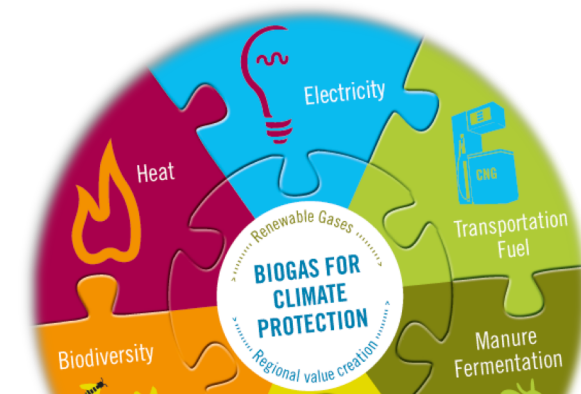 Electricity
Heat
CNG
Transportation
Fuel
Renewable Gases
BIOGAS FOR
CLIMATE
PROTECTION
Regional value creation
Biodiversity
Manure
Fermentation